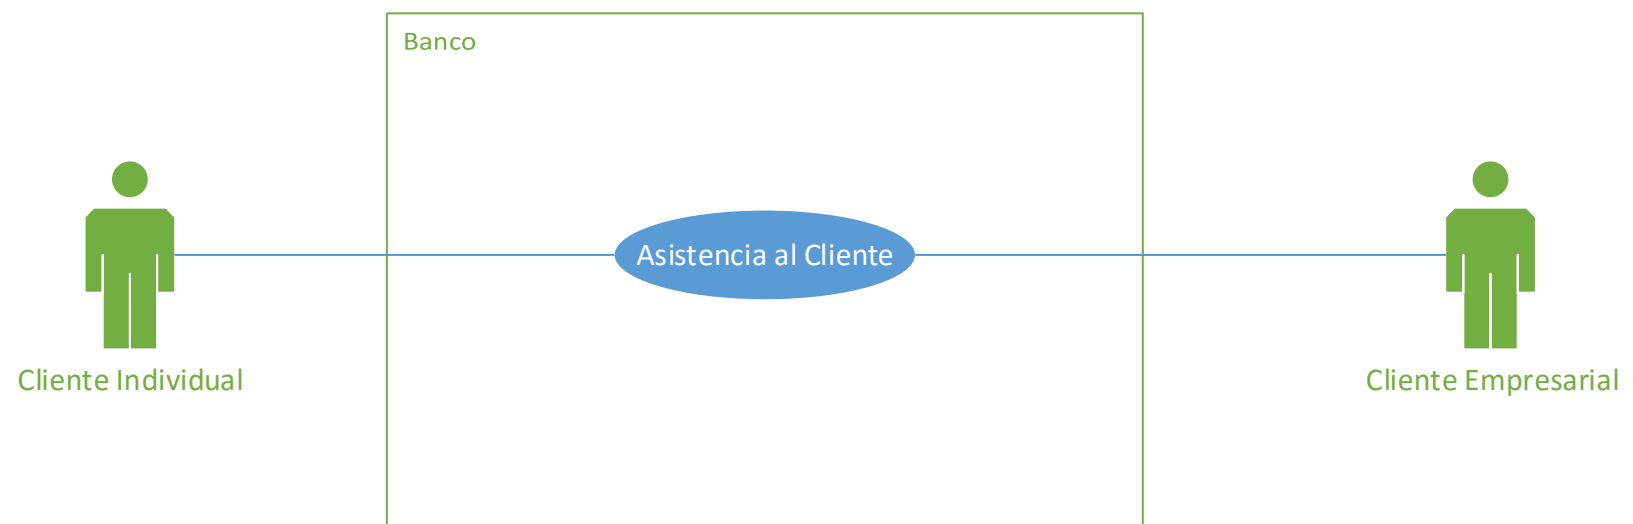 Banco
Asistencia al Cliente
Cliente Individual
Cliente Empresarial